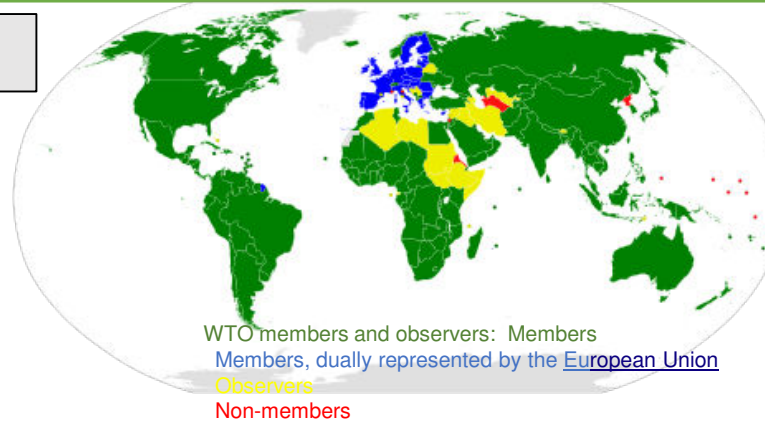 WTO members and observers: Members
Members, dually represented by the European Union
Observers
Non-members